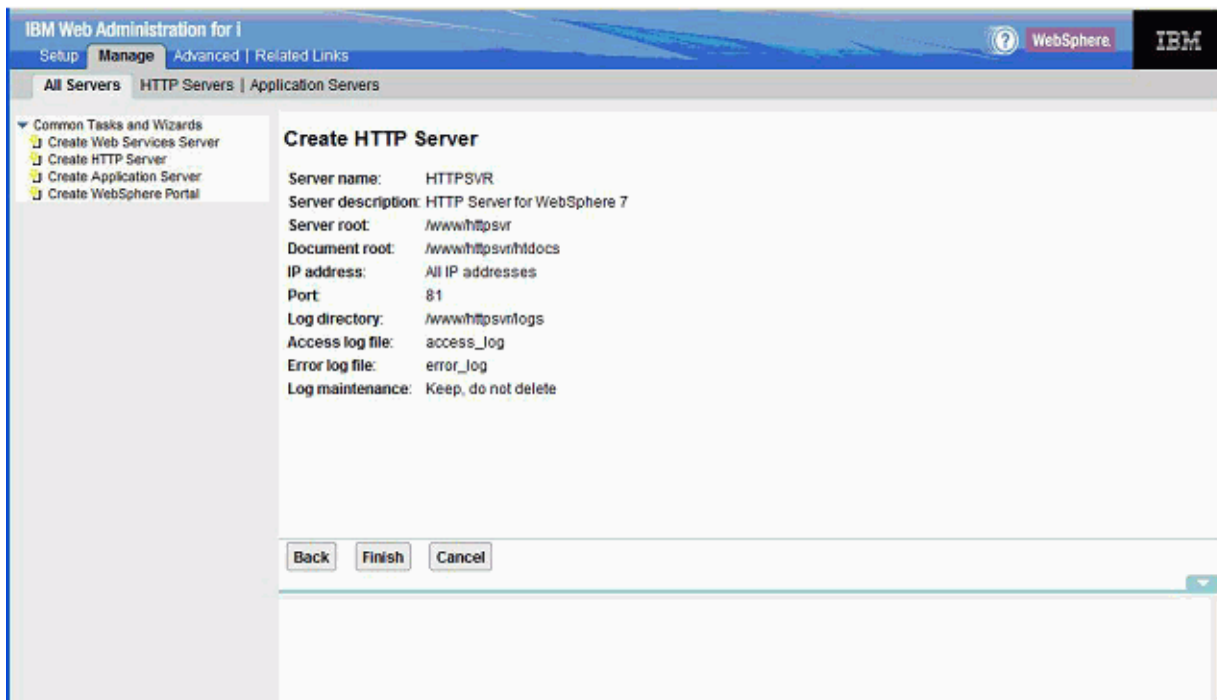 IBM Web Administration for i
Setup Manage Advanced | Related Links
WebSphere.
IBM
All Servers HTTP Servers | Application Servers
Common Tasks and Wizards
Create Web Services Server
Create HTTP Server
Create Application Server
Create WebSphere Portal
Create HTTP Server
Server name: HTTPSVR
Server description: HTTP Server for WebSphere 7
Server root: /www/httpsvr
Document root: /www/httpsvr/htdocs
IP address: All IP addresses
Port: 81
Log directory: /www/httpsvr/logs
Access log file: access_log
Error log file: error_log
Log maintenance: Keep, do not delete
Back Finish Cancel